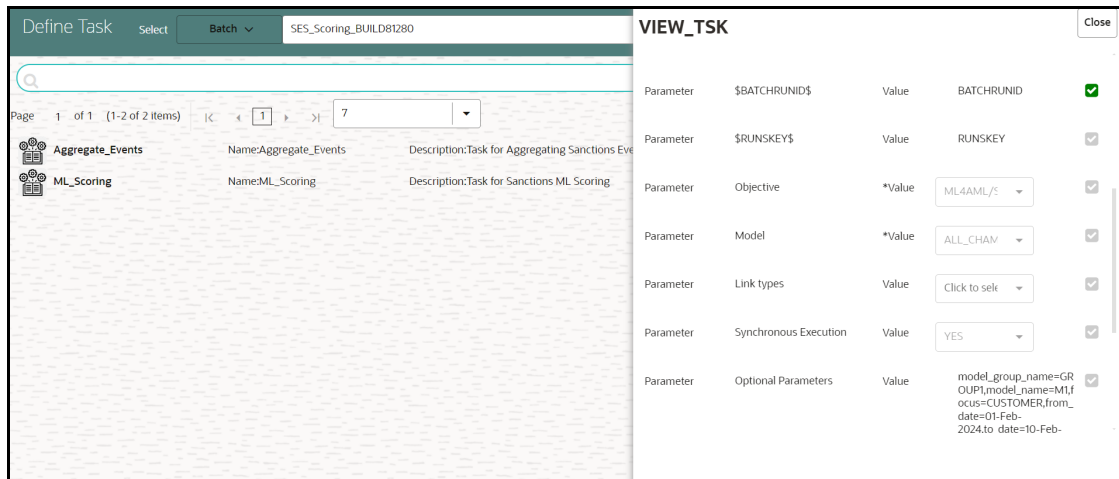 Define Task Select Batch SES_Scoring_BUILD81280
Page 1 of 1 (1-2 of 2 items) 1 7
Aggregate_Events Name:Aggregate_Events Description:Task for Aggregating Sanctions Eve
ML_Scoring Name:ML_Scoring Description:Task for Sanctions ML Scoring
VIEW_TSK Close
Parameter $BATCHRUNID$ Value BATCHRUNID
Parameter $RUNSKEY$ Value RUNSKEY
Parameter Objective *Value ML4AML/S
Parameter Model *Value ALL_CHAM
Parameter Link types Value Click to sele
Parameter Synchronous Execution Value YES
Parameter Optional Parameters Value model_group_name=GR
OUP1,model_name=M1,f
ocus=CUSTOMER,from_
date=01-Feb-
2024,to_date=10-Feb-